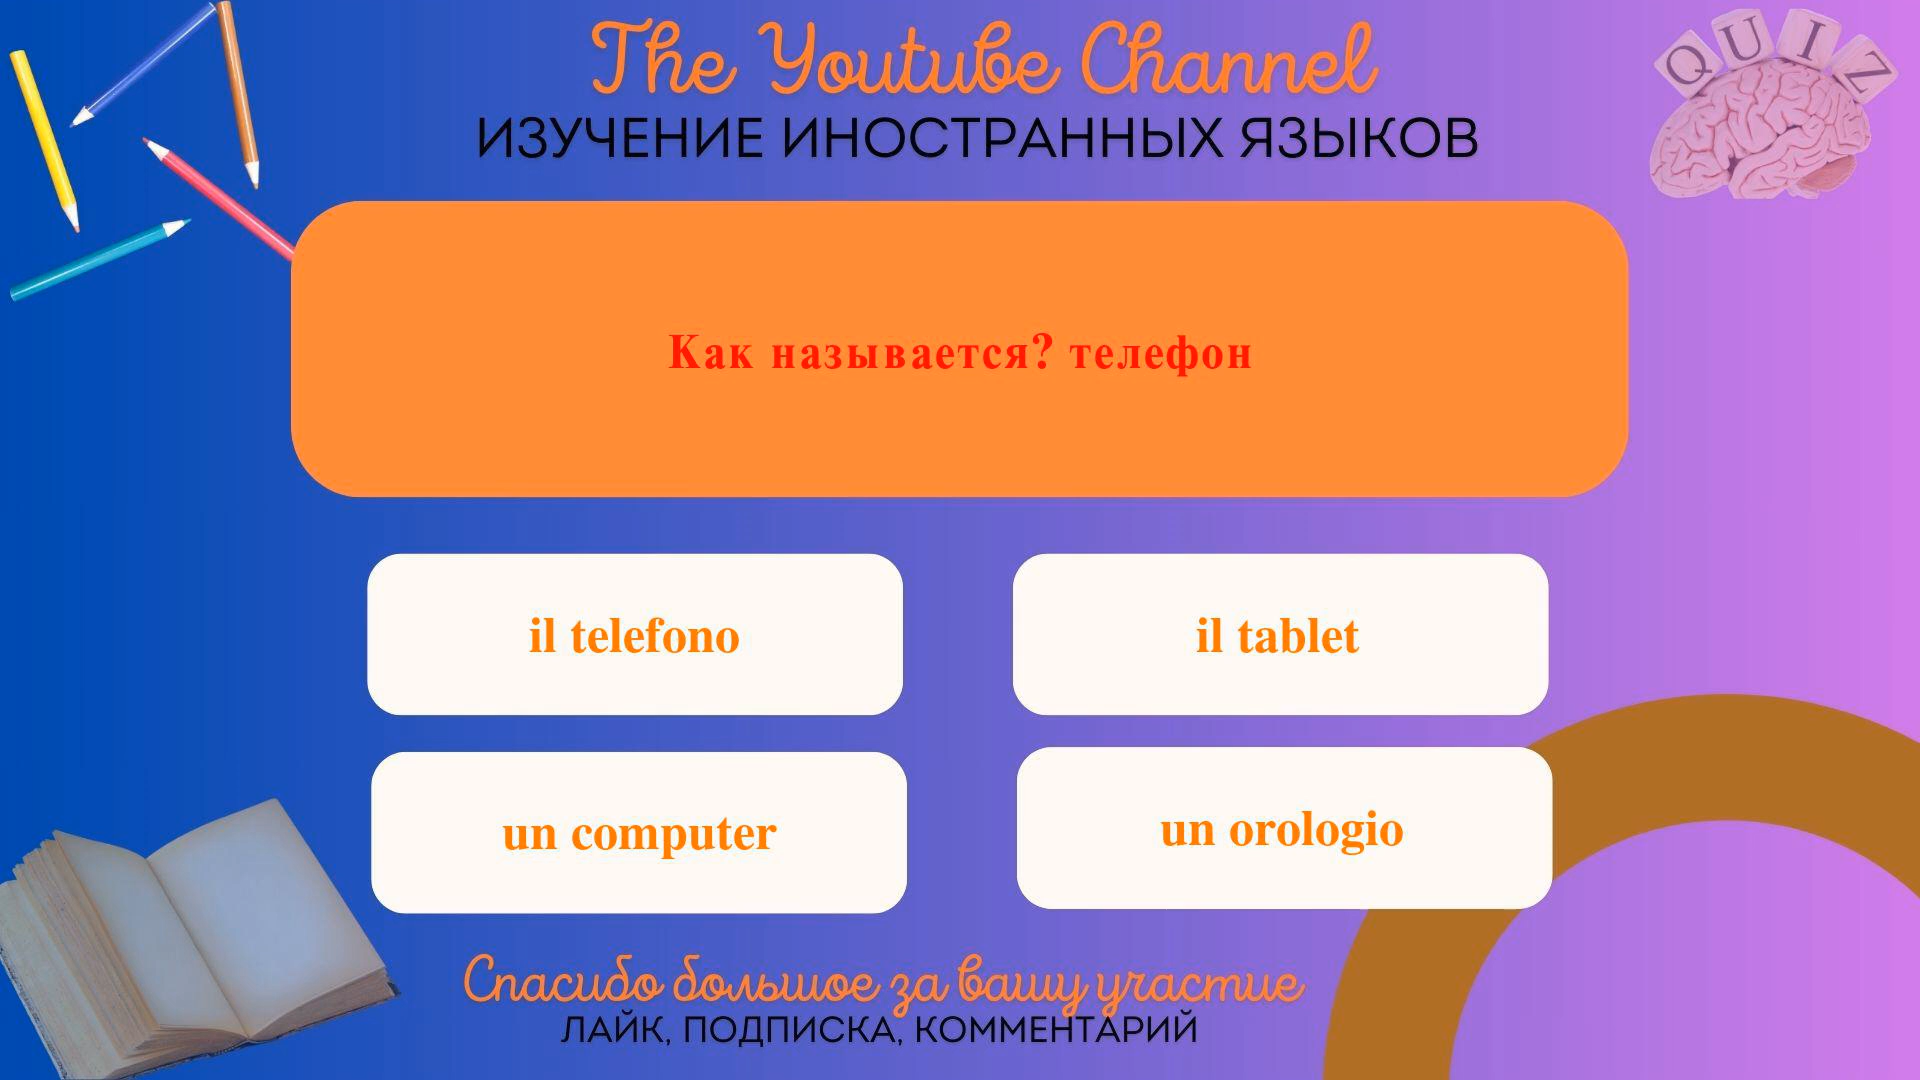 The Youtube Channel
QUIZ
ИЗУЧЕНИЕ ИНОСТРАННЫХ ЯЗЫКОВ
Как называется? телефон
il telefono
il tablet
un computer
un orologio
Спасибо большое за вашу участие
ЛАЙК, ПОДПИСКА, КОММЕНТАРИЙ